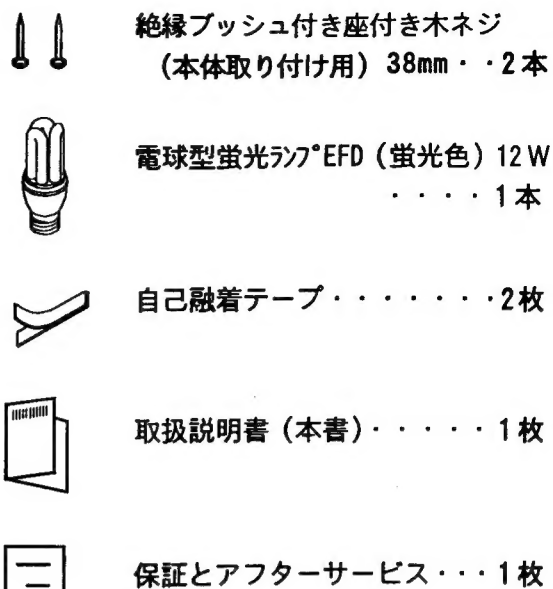 絶縁ブッシュ付き座付き木ネジ
(本体取り付け用) 38mm・・2本
電球型蛍光ランプEFD (蛍光色) 12W
・・・・1本
自己融着テープ・・・・・・・2枚
取扱説明書 (本書)・・・・・1枚
保証とアフターサービス・・・1枚